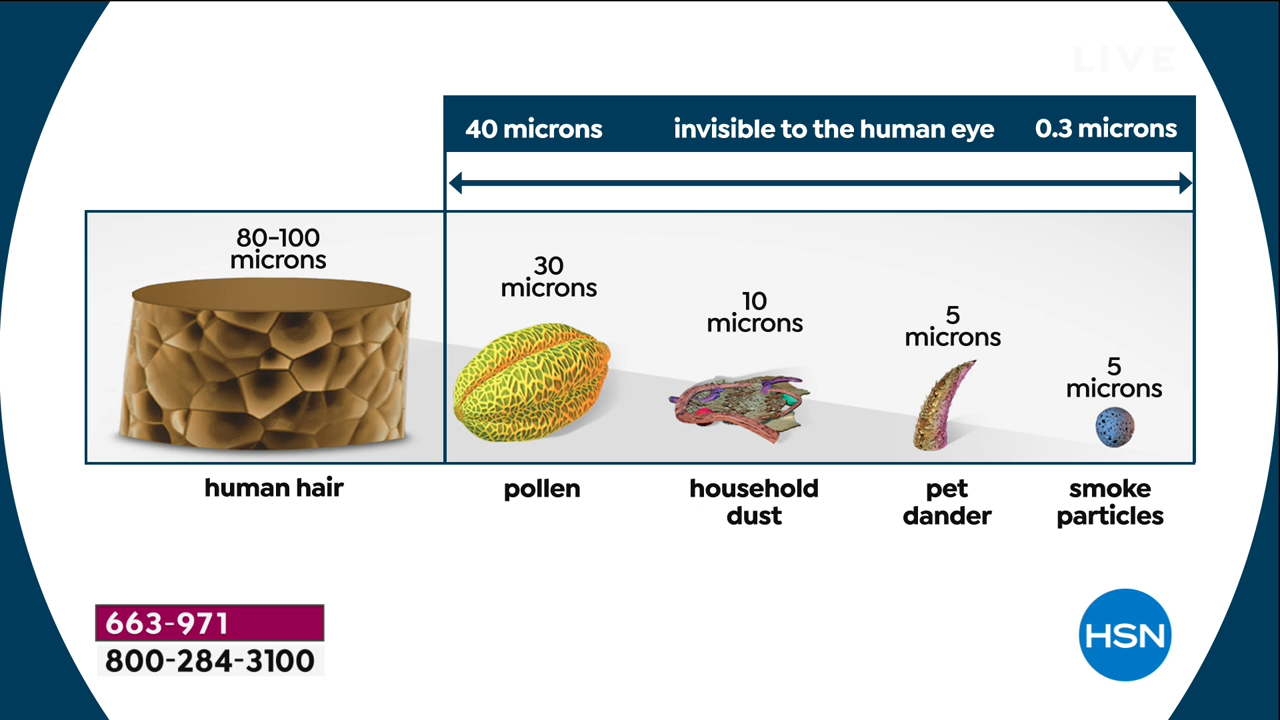 LIVE
40 microns invisible to the human eye 0.3 microns
80-100
microns
30
microns
10
microns
5
microns
5
microns
human hair
pollen
household
dust
pet
dander
smoke
particles
663-971
800-284-3100
HSN